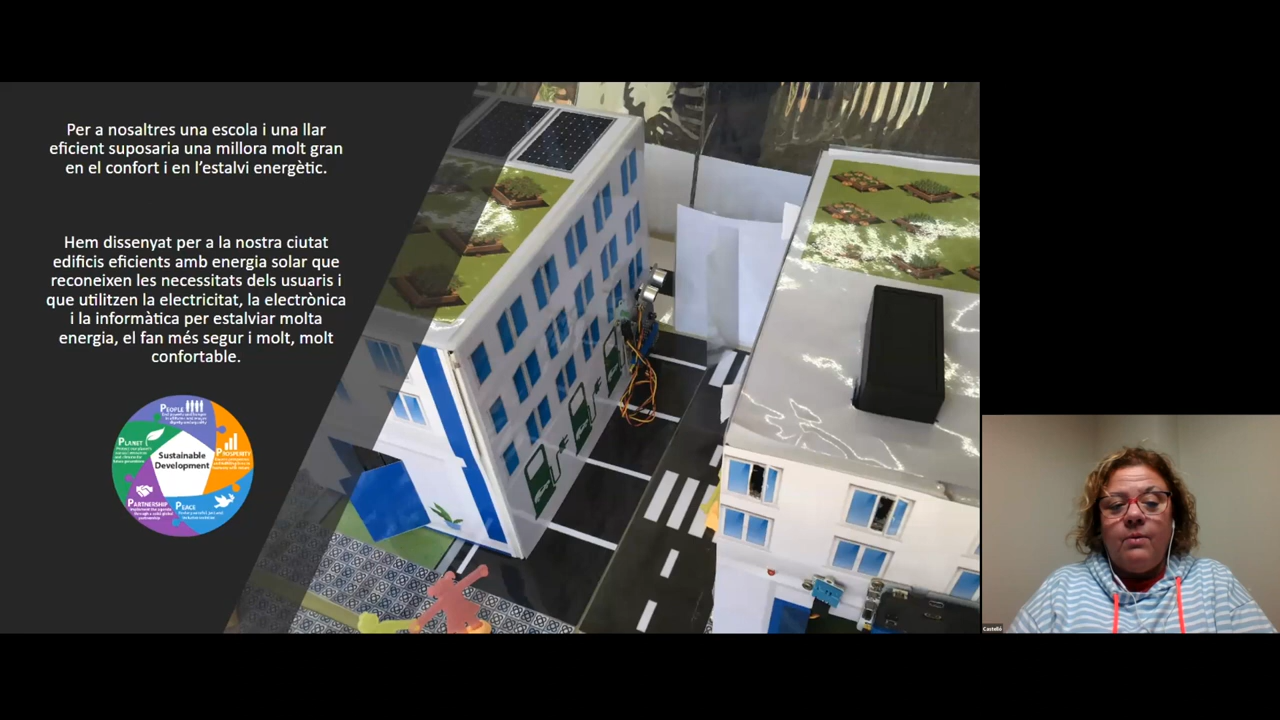 Per a nosaltres una escola i una llar
eficient suposaria una millora molt gran
en el confort i en l’estalvi energètic.
Hem dissenyat per a la nostra ciutat
edificis eficients amb energia solar que
reconeixen les necessitats dels usuaris i
que utilitzen la electricitat, la electrònica
i la informàtica per estalviar molta
energia, el fan més segur i molt, molt
confortable.
PEOPLE
PLANET
PROSPERITY
Sustainable
Development
PARTNERSHIP
PEACE
Castelló